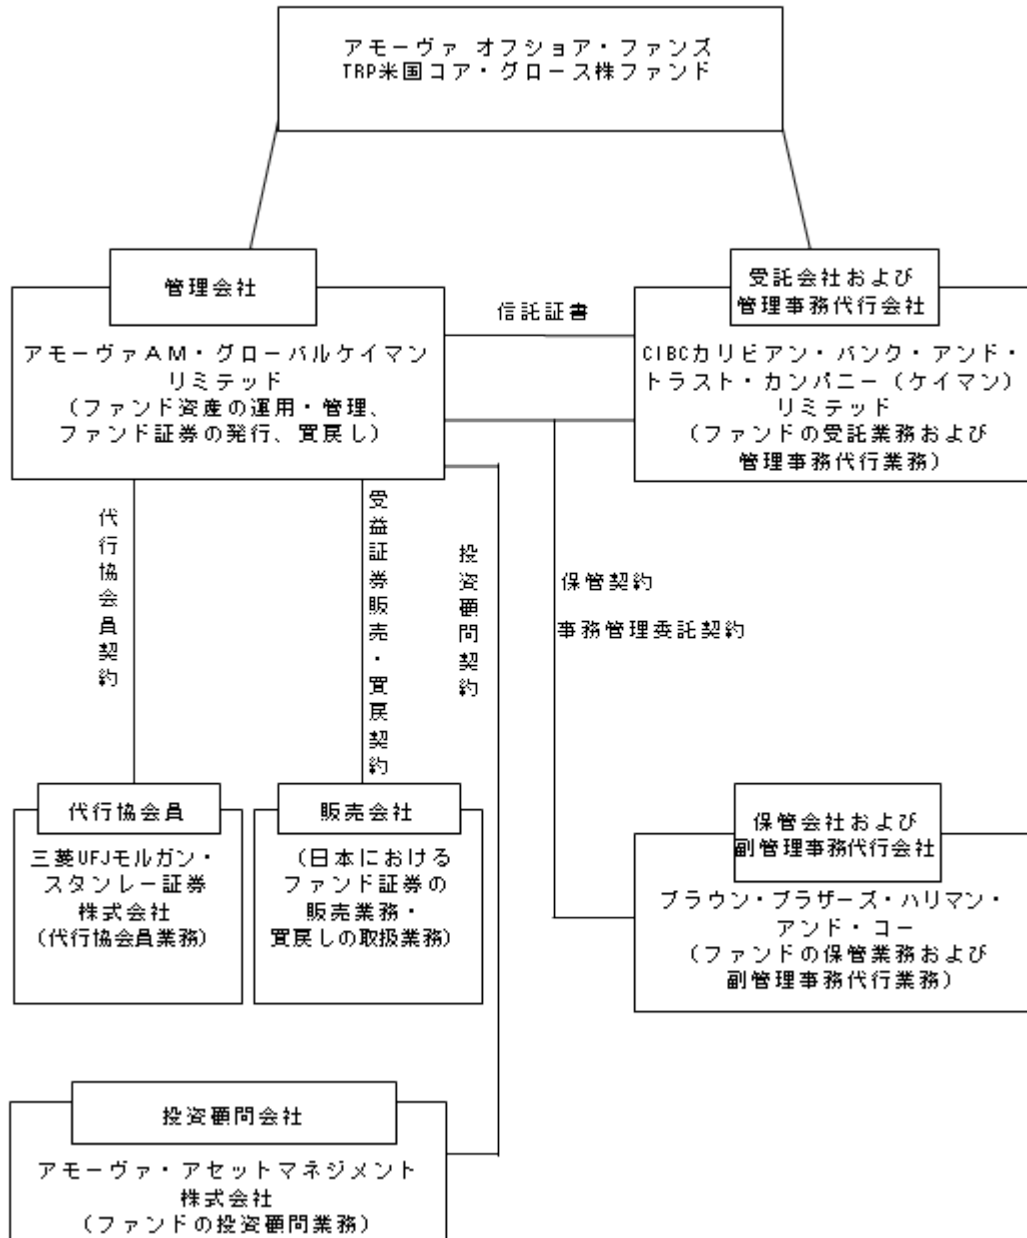 アモーヴァ オフショア・ファンズ
TRP米国コア・グロース株ファンド
管理会社
アモーヴァAM・グローバルケイマン
リミテッド
(ファンド資産の運用・管理、
ファンド証券の発行、買戻し)
信託証書
受託会社および
管理事務代行会社
CIBCカリビアン・バンク・アンド・
トラスト・カンパニー(ケイマン)
リミテッド
(ファンドの受託業務および
管理事務代行業務)
代行協会員契約
受益証券販売・買戻契約
投資顧問契約
保管契約
事務管理委託契約
代行協会員
三菱UFJモルガン・
スタンレー証券
株式会社
(代行協会員業務)
販売会社
(日本における
ファンド証券の
販売業務・
買戻しの取扱業務)
保管会社および
副管理事務代行会社
ブラウン・ブラザーズ・ハリマン・
アンド・コー
(ファンドの保管業務および
副管理事務代行業務)
投資顧問会社
アモーヴァ・アセットマネジメント
株式会社
(ファンドの投資顧問業務)